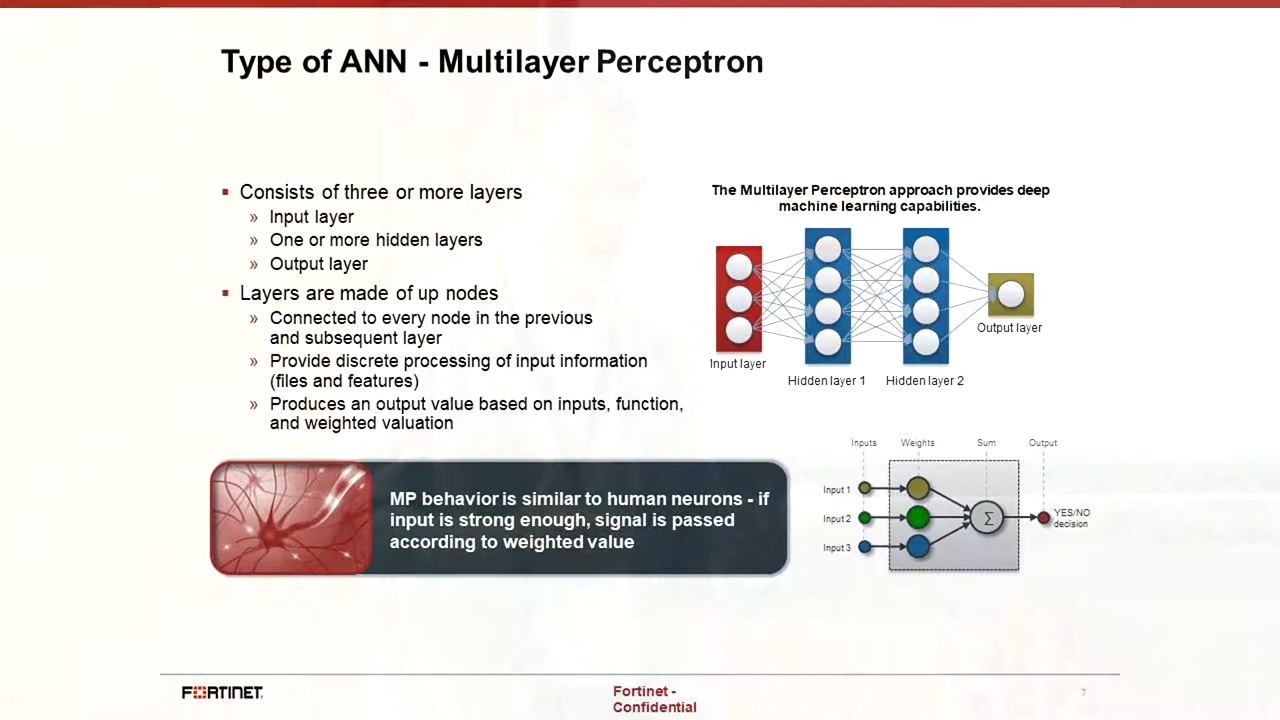 Type of ANN - Multilayer Perceptron
▪ Consists of three or more layers
» Input layer
» One or more hidden layers
» Output layer
▪ Layers are made of up nodes
» Connected to every node in the previous
and subsequent layer
» Provide discrete processing of input information
(files and features)
» Produces an output value based on inputs, function,
and weighted valuation
The Multilayer Perceptron approach provides deep
machine learning capabilities.
Input layer
Hidden layer 1
Hidden layer 2
Output layer
MP behavior is similar to human neurons - if
input is strong enough, signal is passed
according to weighted value
Inputs
Weights
Sum
Output
Input 1
Input 2
Input 3
Σ
YES/NO
decision
FORTINET
Fortinet -
Confidential
7